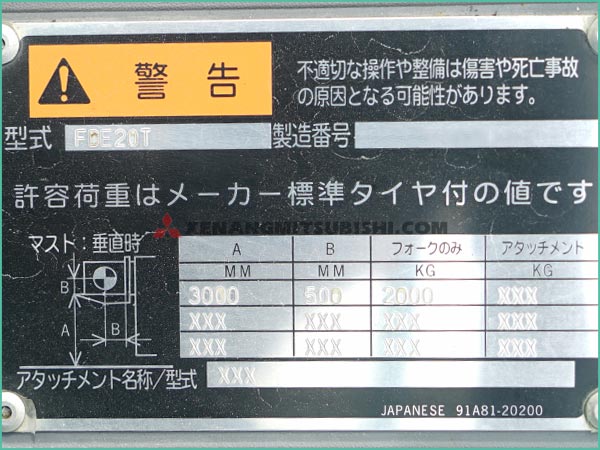 警告
不適切な操作や整備は傷害や死亡事故
の原因となる可能性があります。
型式 FDE20T 製造番号
許容荷重はメーカー標準タイヤ付の値です
XENANGMITSUBISHI.COM
マスト：垂直時
A B フォークのみ アタッチメント
MM MM KG KG
3000 500 2000 XXX
XXX XXX XXX XXX
XXX XXX XXX XXX
B
A
B
アタッチメント名称/型式 XXX
JAPANESE 91A81-20200